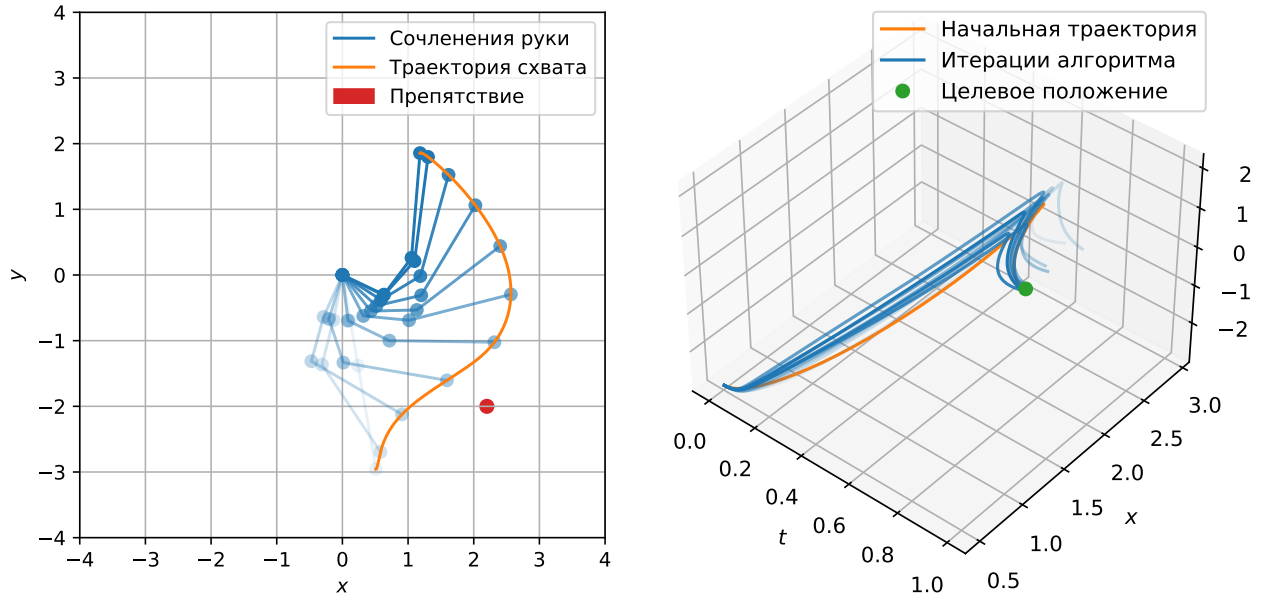 Сочленения руки
Траектория схвата
Препятствие
4
3
2
1
0
−1
−2
−3
−4
y
−4 −3 −2 −1 0 1 2 3 4
x
Начальная траектория
Итерации алгоритма
Целевое положение
2
1
0
−1
−2
0.0
0.2
0.4
0.6
0.8
1.0
t
0.5
1.0
1.5
2.0
2.5
3.0
x